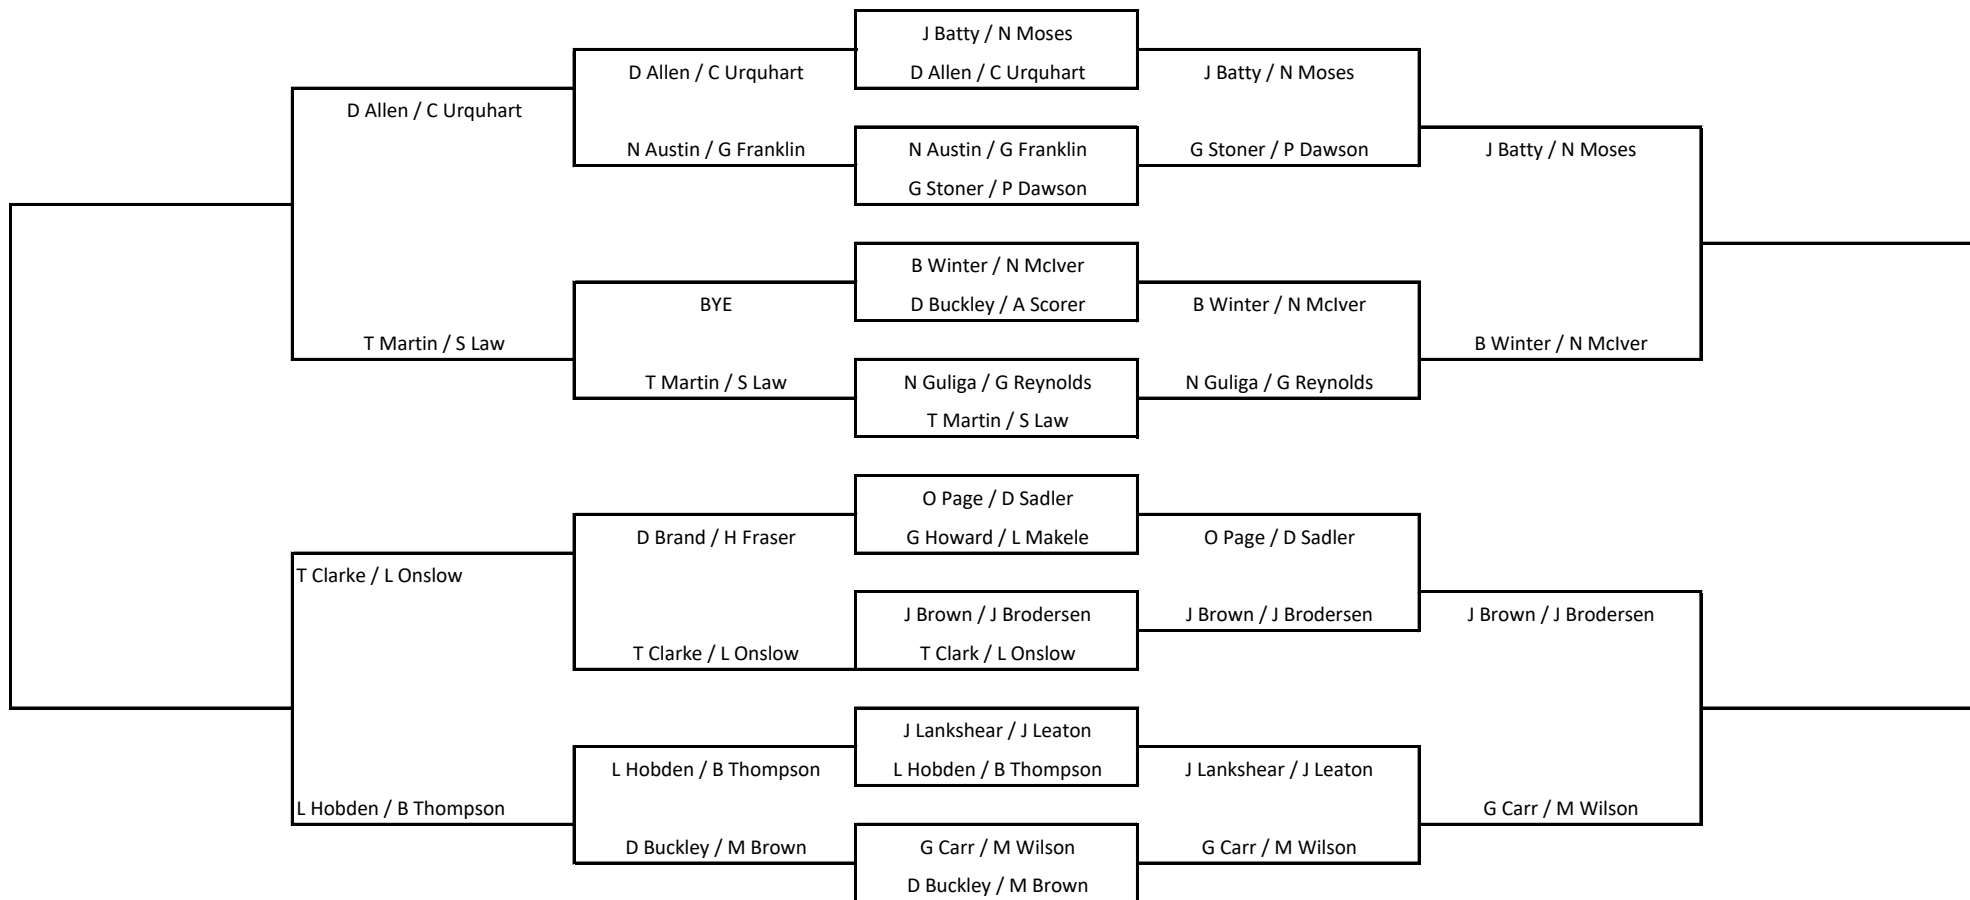 J Batty / N Moses
D Allen / C Urquhart
D Allen / C Urquhart
J Batty / N Moses
D Allen / C Urquhart
N Austin / G Franklin
N Austin / G Franklin
G Stoner / P Dawson
J Batty / N Moses
G Stoner / P Dawson
B Winter / N McIver
BYE
D Buckley / A Scorer
B Winter / N McIver
T Martin / S Law
B Winter / N McIver
T Martin / S Law
N Guliga / G Reynolds
N Guliga / G Reynolds
T Martin / S Law
O Page / D Sadler
D Brand / H Fraser
G Howard / L Makele
O Page / D Sadler
T Clarke / L Onslow
J Brown / J Brodersen
J Brown / J Brodersen
J Brown / J Brodersen
T Clarke / L Onslow
T Clark / L Onslow
J Lankshear / J Leaton
L Hobden / B Thompson
L Hobden / B Thompson
J Lankshear / J Leaton
L Hobden / B Thompson
G Carr / M Wilson
D Buckley / M Brown
G Carr / M Wilson
G Carr / M Wilson
D Buckley / M Brown